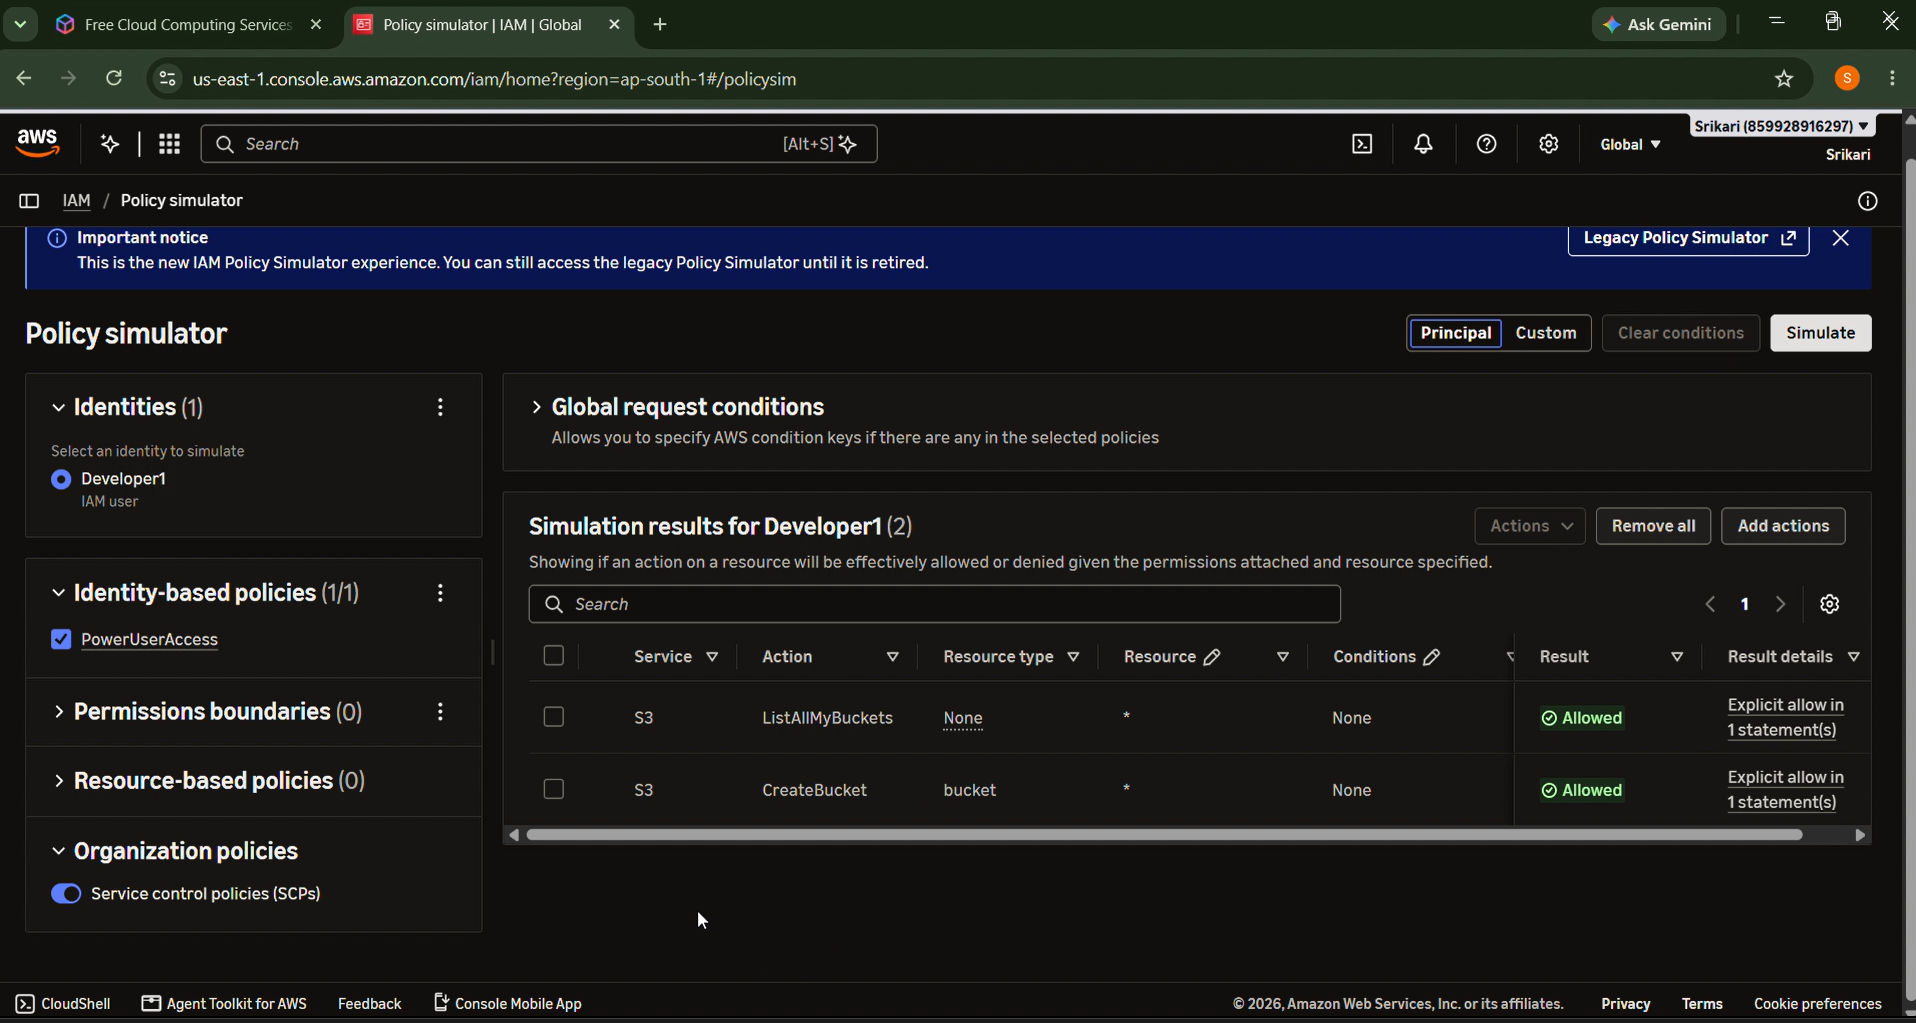 Free Cloud Computing Services
Policy simulator | IAM | Global
Ask Gemini
us-east-1.console.aws.amazon.com/iam/home?region=ap-south-1#/policysim
S
aws
Search
[Alt+S]
Global
Srikari (859928916297)
Srikari
IAM / Policy simulator
Important notice
This is the new IAM Policy Simulator experience. You can still access the legacy Policy Simulator until it is retired.
Legacy Policy Simulator
Policy simulator
Principal
Custom
Clear conditions
Simulate
Identities (1)
Select an identity to simulate
Developer1
IAM user
Identity-based policies (1/1)
PowerUserAccess
Permissions boundaries (0)
Resource-based policies (0)
Organization policies
Service control policies (SCPs)
Global request conditions
Allows you to specify AWS condition keys if there are any in the selected policies
Simulation results for Developer1 (2)
Actions
Remove all
Add actions
Showing if an action on a resource will be effectively allowed or denied given the permissions attached and resource specified.
Search
1
Service Action Resource type Resource Conditions Result Result details
S3 ListAllMyBuckets None * None Allowed Explicit allow in
1 statement(s)
S3 CreateBucket bucket * None Allowed Explicit allow in
1 statement(s)
CloudShell
Agent Toolkit for AWS
Feedback
Console Mobile App
© 2026, Amazon Web Services, Inc. or its affiliates.
Privacy
Terms
Cookie preferences